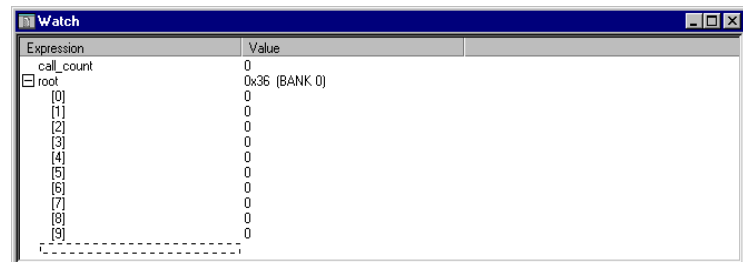 Watch
Expression Value
call_count 0
root 0x36 (BANK 0)
[0] 0
[1] 0
[2] 0
[3] 0
[4] 0
[5] 0
[6] 0
[7] 0
[8] 0
[9] 0